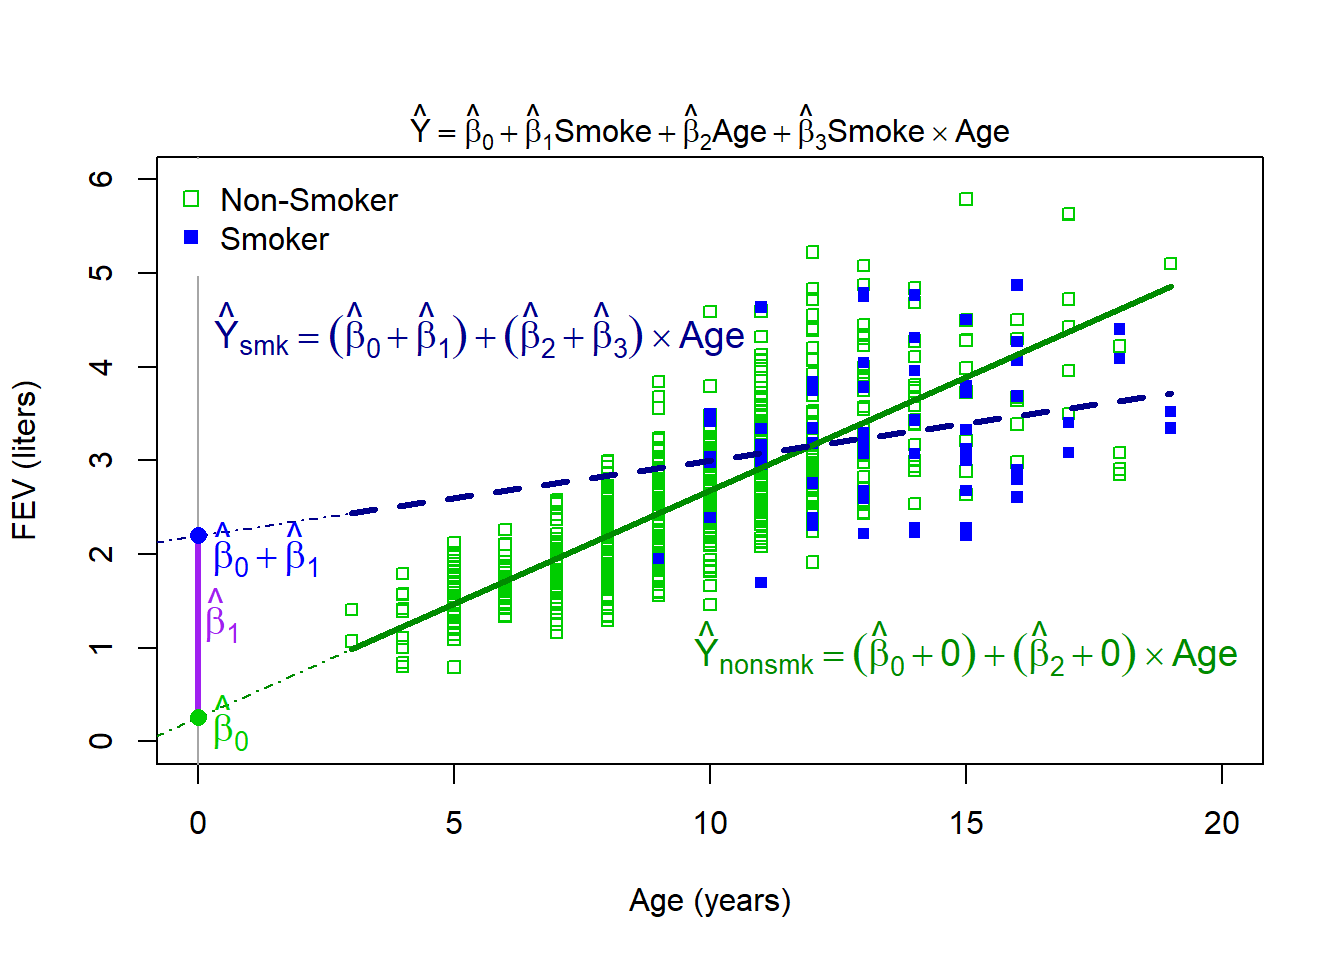 Ŷ = β̂₀ + β̂₁Smoke + β̂₂Age + β̂₃Smoke × Age
Non-Smoker
Smoker
Ŷsmk = (β̂₀ + β̂₁) + (β̂₂ + β̂₃) × Age
β̂₀ + β̂₁
β̂₁
β̂₀
Ŷnonsmk = (β̂₀ + 0) + (β̂₂ + 0) × Age
FEV (liters)
6
5
4
3
2
1
0
0 5 10 15 20
Age (years)